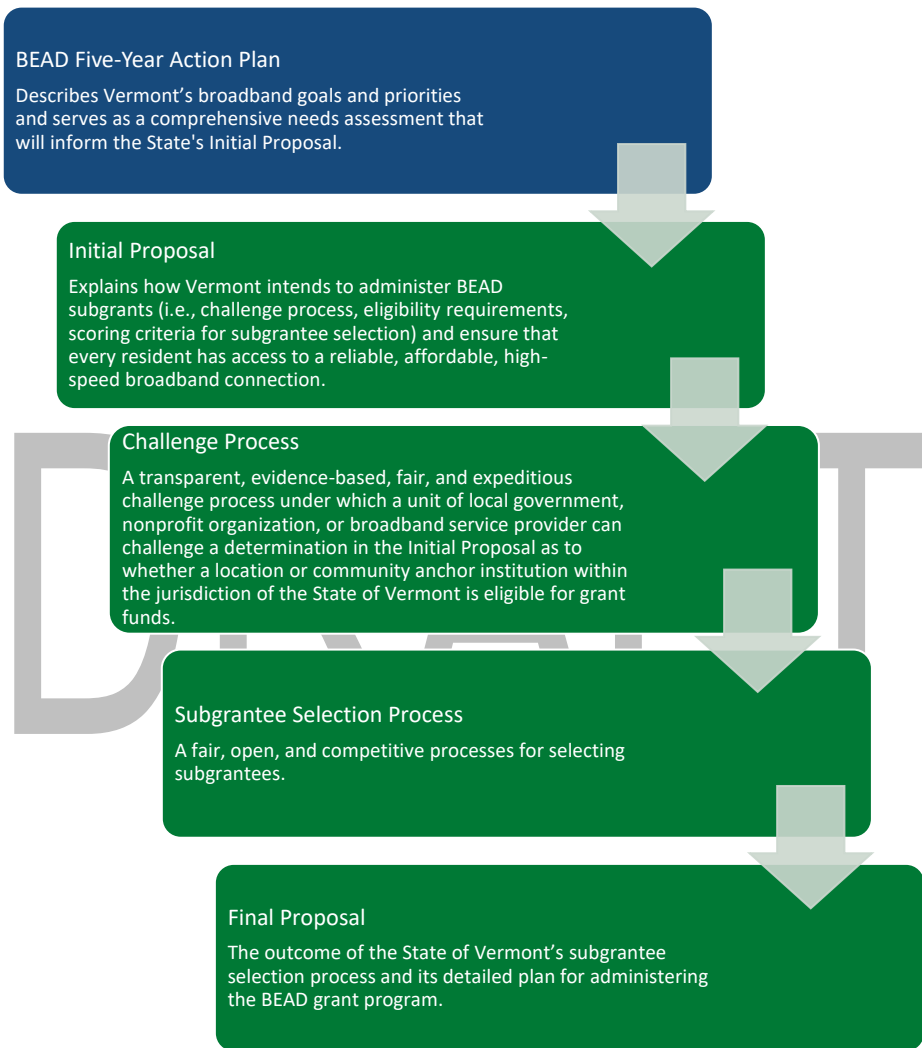 BEAD Five-Year Action Plan
Describes Vermont’s broadband goals and priorities
and serves as a comprehensive needs assessment that
will inform the State's Initial Proposal.
Initial Proposal
Explains how Vermont intends to administer BEAD
subgrants (i.e., challenge process, eligibility requirements,
scoring criteria for subgrantee selection) and ensure that
every resident has access to a reliable, affordable, high-
speed broadband connection.
DRAFT
Challenge Process
A transparent, evidence-based, fair, and expeditious
challenge process under which a unit of local government,
nonprofit organization, or broadband service provider can
challenge a determination in the Initial Proposal as to
whether a location or community anchor institution within
the jurisdiction of the State of Vermont is eligible for grant
funds.
Subgrantee Selection Process
A fair, open, and competitive processes for selecting
subgrantees.
Final Proposal
The outcome of the State of Vermont’s subgrantee
selection process and its detailed plan for administering
the BEAD grant program.